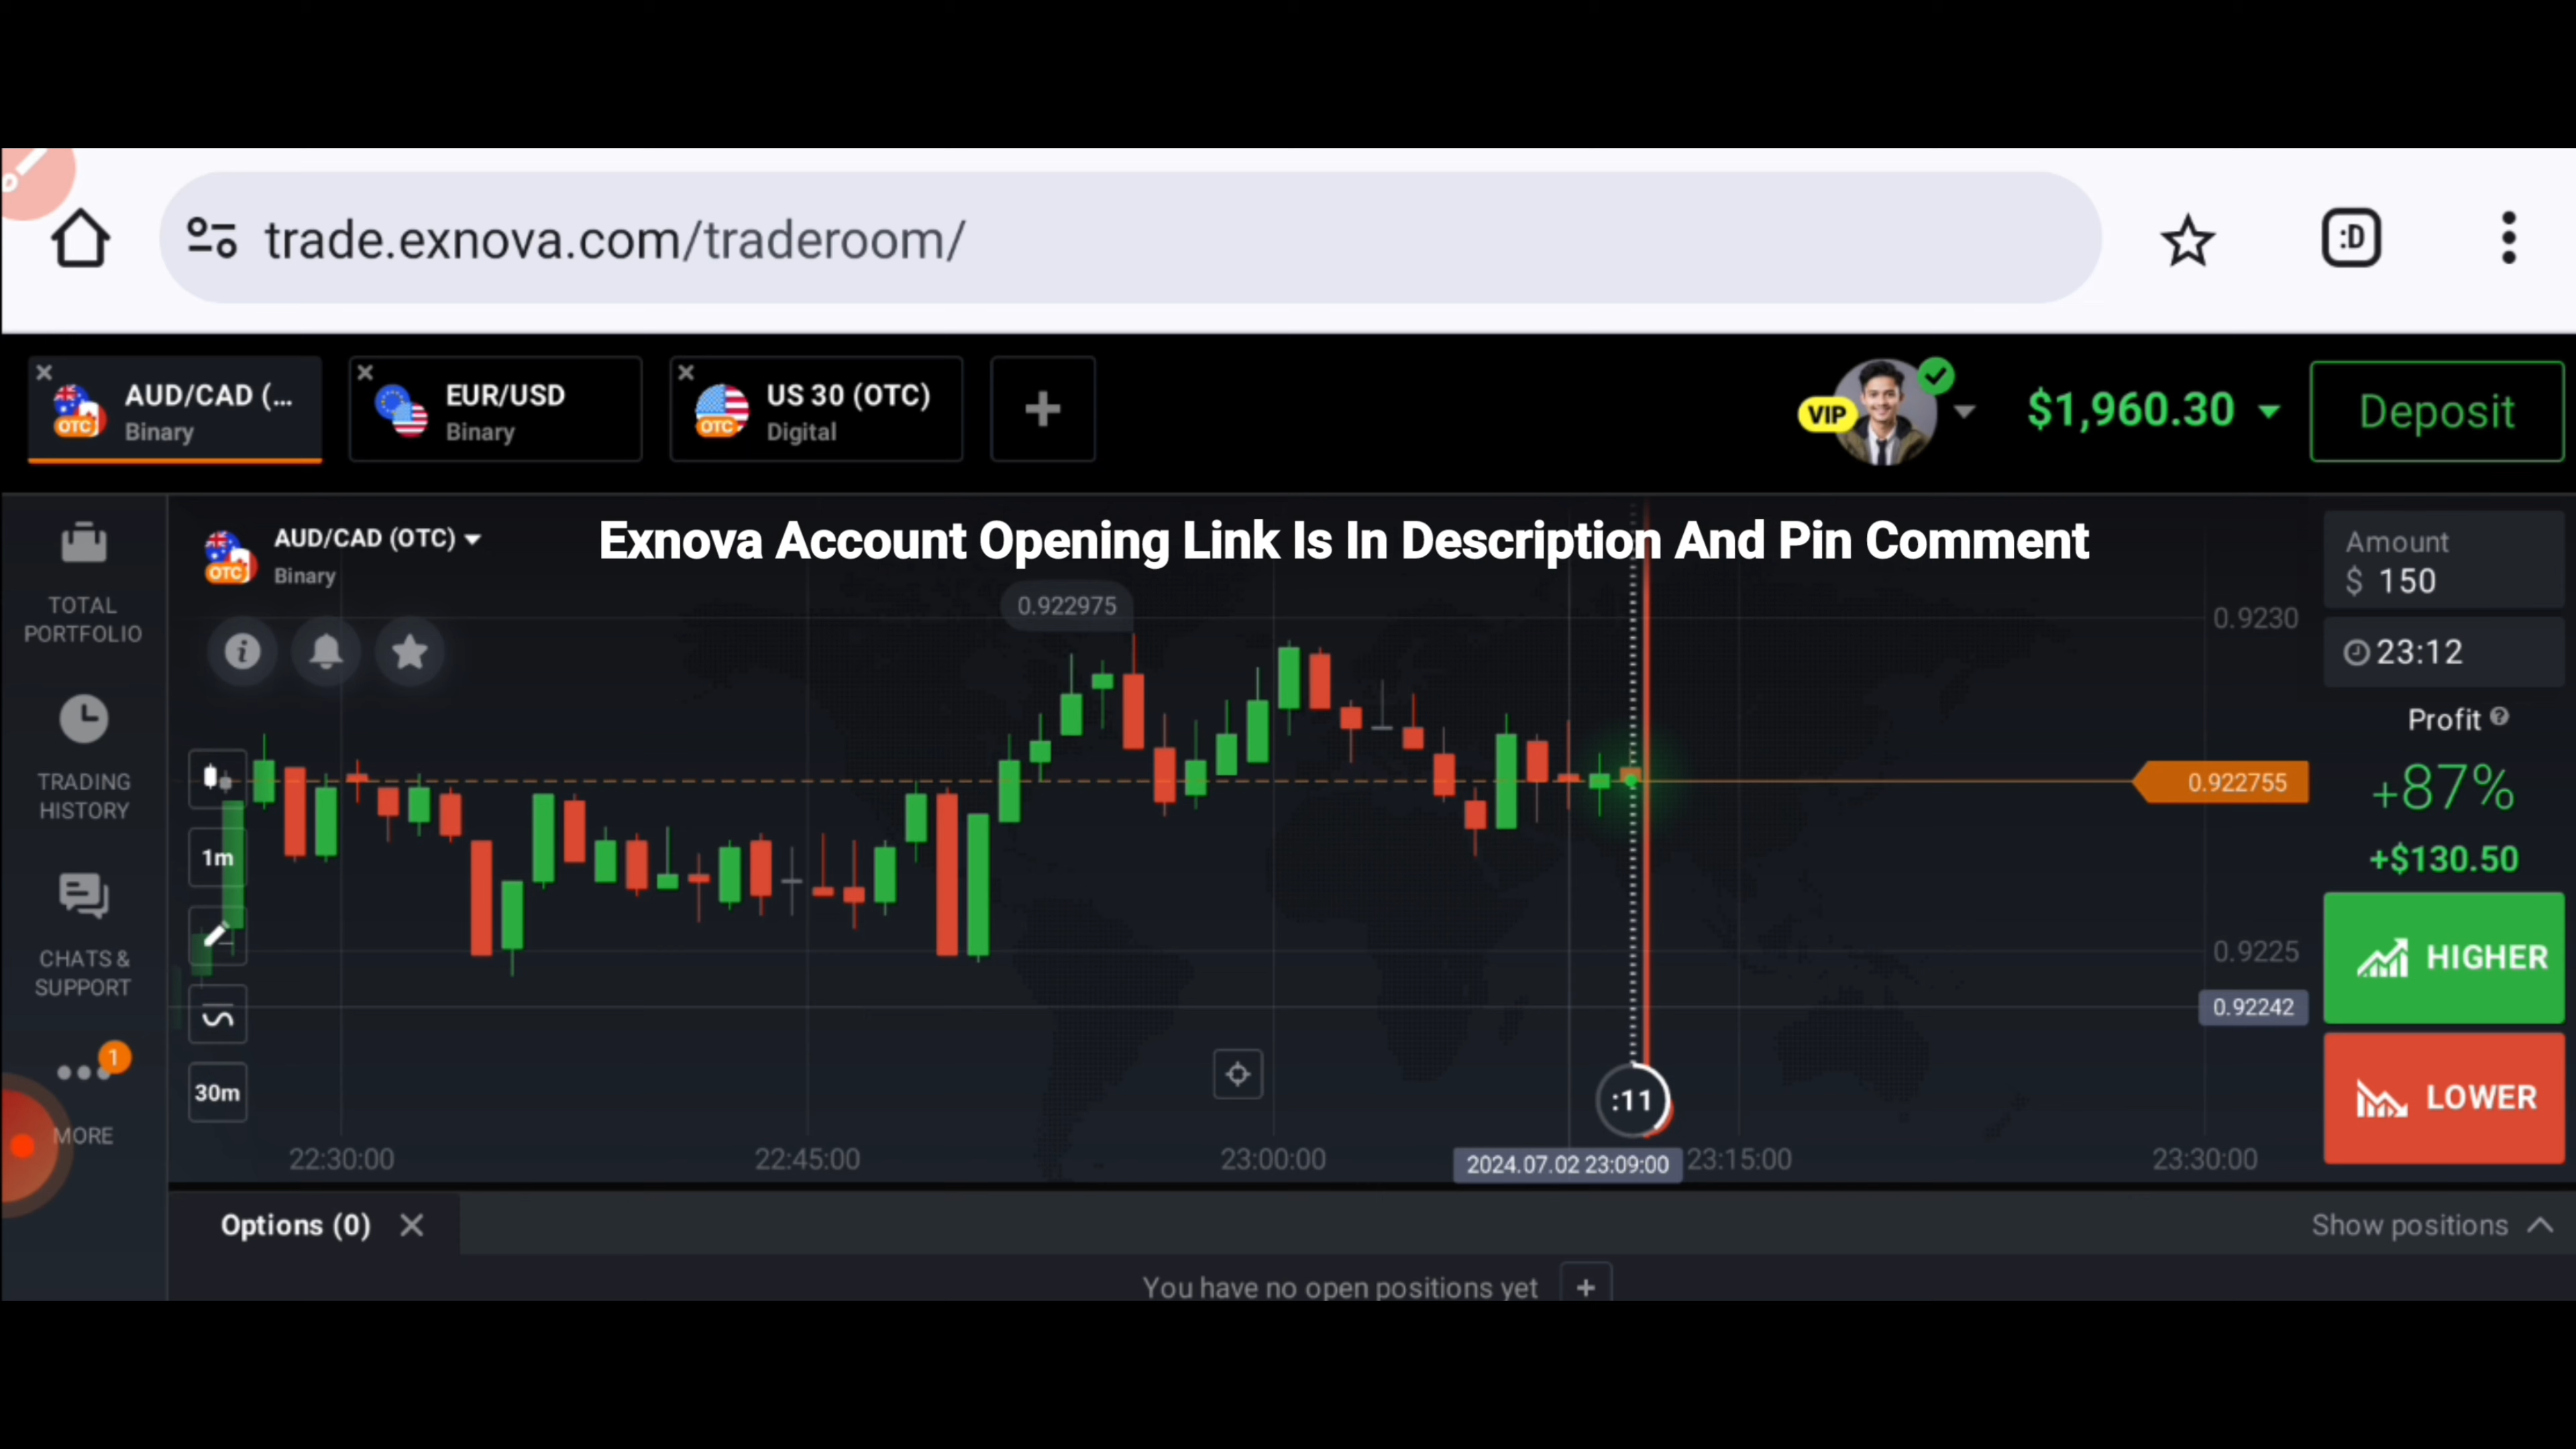 trade.exnova.com/traderoom/
:D
AUD/CAD (...
Binary
OTC
EUR/USD
Binary
US 30 (OTC)
Digital
OTC
VIP
$1,960.30
Deposit
TOTAL
PORTFOLIO
TRADING
HISTORY
CHATS &
SUPPORT
1
MORE
AUD/CAD (OTC)
Binary
OTC
Exnova Account Opening Link Is In Description And Pin Comment
0.922975
1m
30m
0.9230
0.922755
0.9225
0.92242
:11
22:30:00
22:45:00
23:00:00
2024.07.02 23:09:00
23:15:00
23:30:00
Amount
$ 150
23:12
Profit ?
+87%
+$130.50
HIGHER
LOWER
Options (0)
Show positions
You have no open positions yet